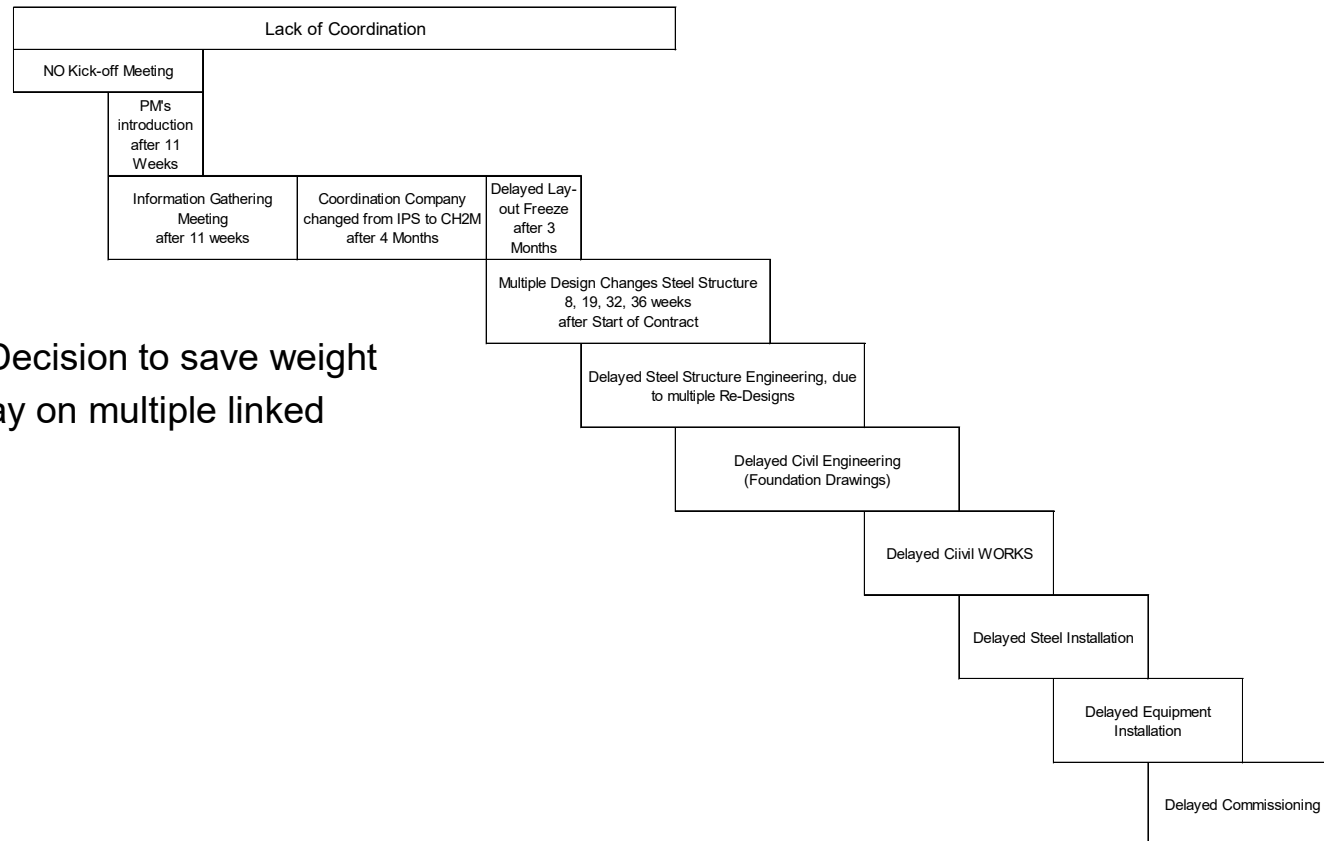 Lack of Coordination
NO Kick-off Meeting
PM's
introduction
after 11
Weeks
Information Gathering
Meeting
after 11 weeks
Coordination Company
changed from IPS to CH2M
after 4 Months
Delayed Lay-
out Freeze
after 3
Months
Multiple Design Changes Steel Structure
8, 19, 32, 36 weeks
after Start of Contract
Decision to save weight
ay on multiple linked
Delayed Steel Structure Engineering, due
to multiple Re-Designs
Delayed Civil Engineering
(Foundation Drawings)
Delayed Ciivil WORKS
Delayed Steel Installation
Delayed Equipment
Installation
Delayed Commissioning